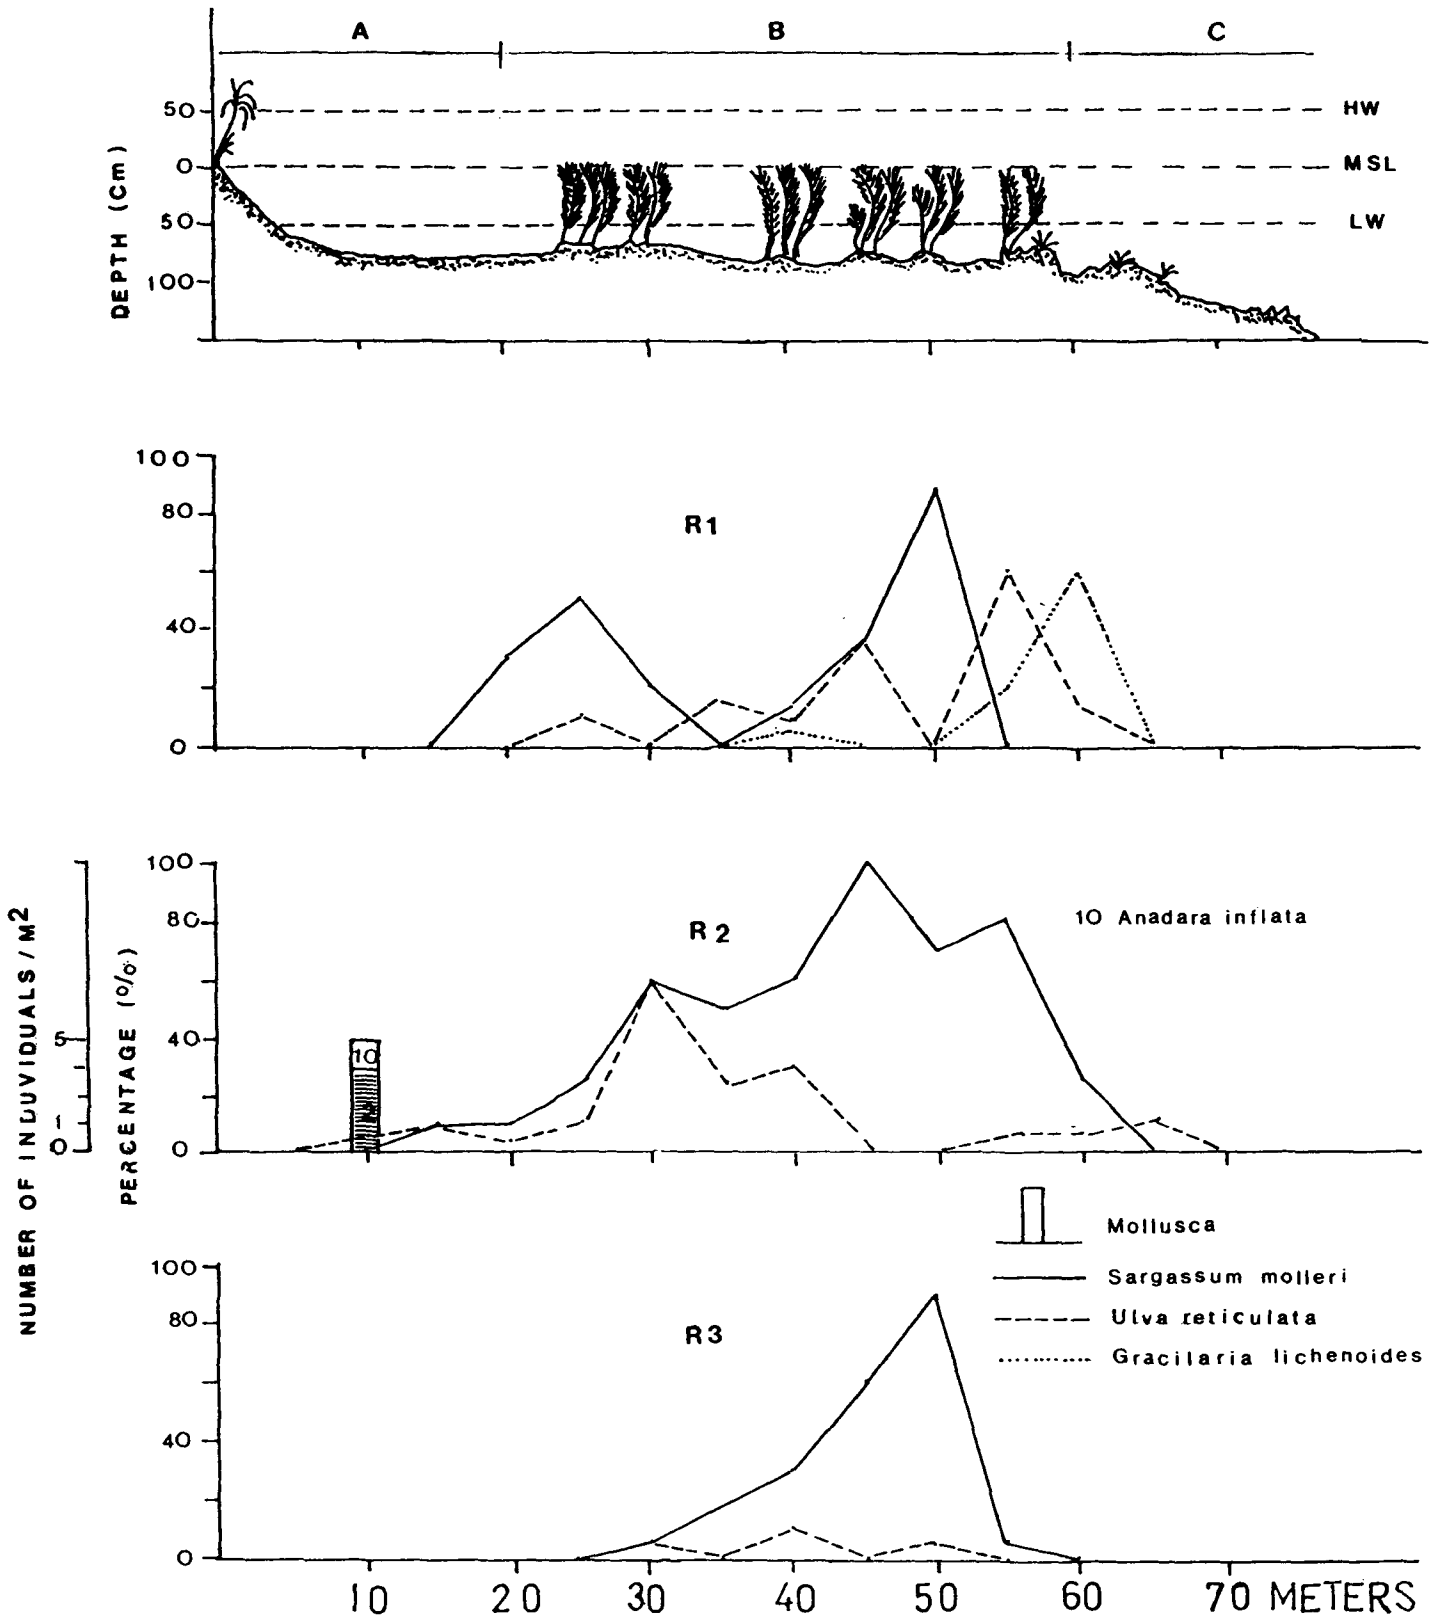 A B C
50 HW
0 MSL
50 LW
100
DEPTH (Cm)
100
80
R1
40
0
100
80
R2
10 Anadara inflata
5 40
10
1
0 0
NUMBER OF INDUVIDUALS / M2
PERCENTAGE (%)
Mollusca
100
Sargassum molleri
80
Ulva reticulata
R3
Gracilaria lichenoides
40
0
10 20 30 40 50 60 70 METERS